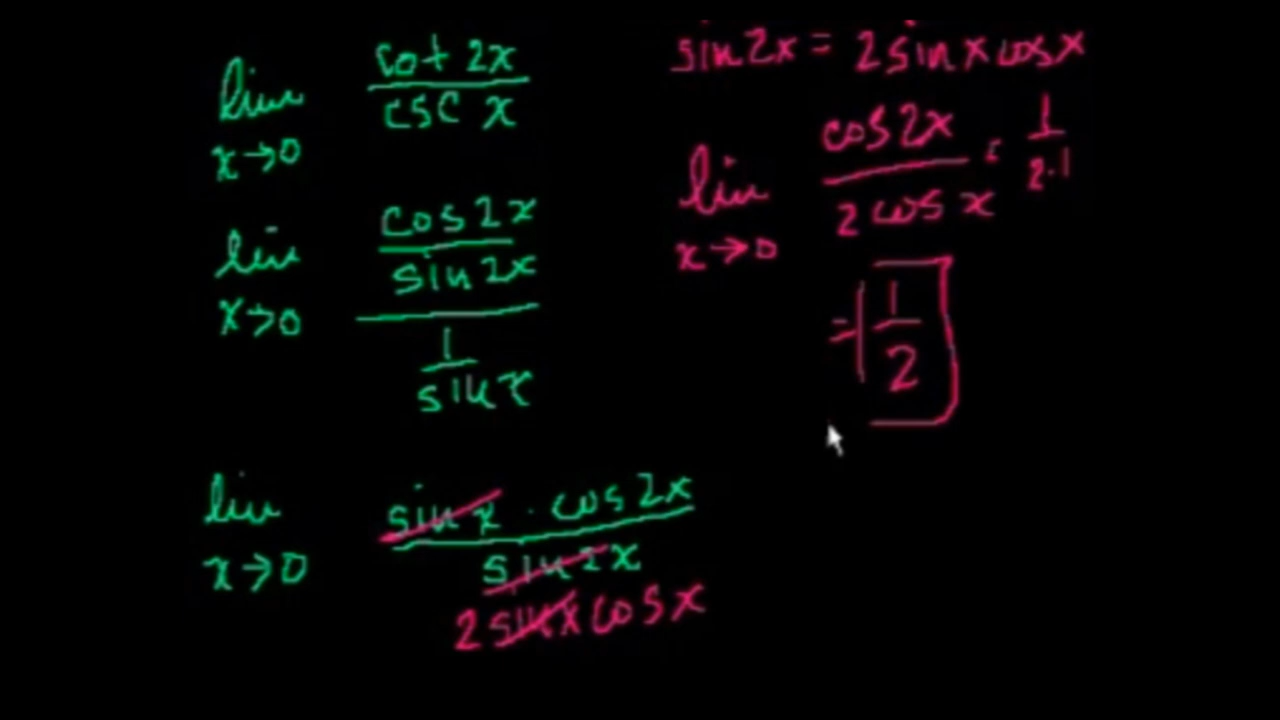 lim x→0 cot 2x / csc x
lim x→0 (cos 2x / sin 2x) / (1 / sin x)
lim x→0 sin x · cos 2x / sin 2x
2 sin x cos x
sin 2x = 2 sin x cos x
lim x→0 cos 2x / 2 cos x = 1 / 2·1
= 1/2